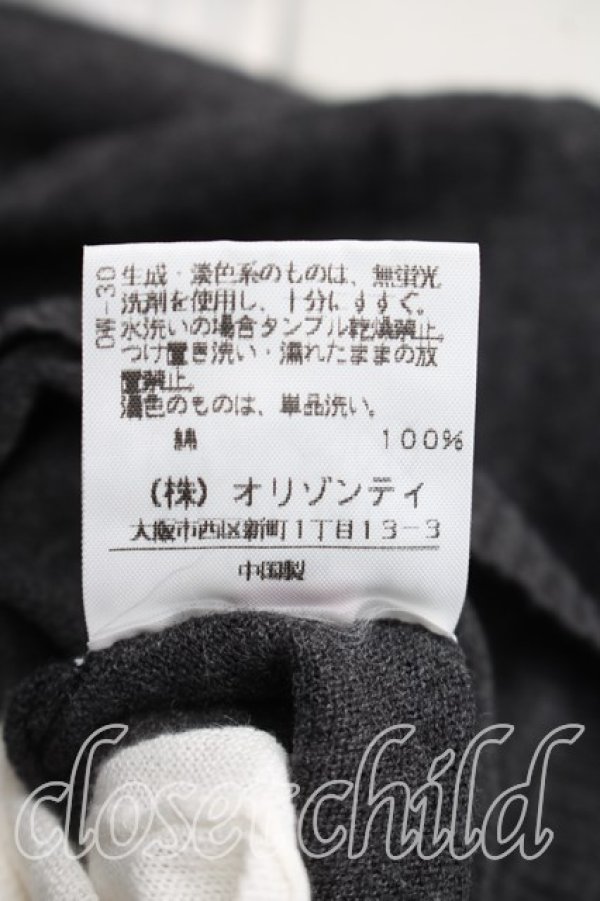 DW-30
生成・淡色系のものは、無蛍光
洗剤を使用し、十分にすすぐ。
水洗いの場合タンブル乾燥禁止。
つけ置き洗い・濡れたままの放
置禁止。
濃色のものは、単品洗い。
綿 100%
(株) オリゾンティ
大阪市西区新町1丁目13-3
中国製
closetchild